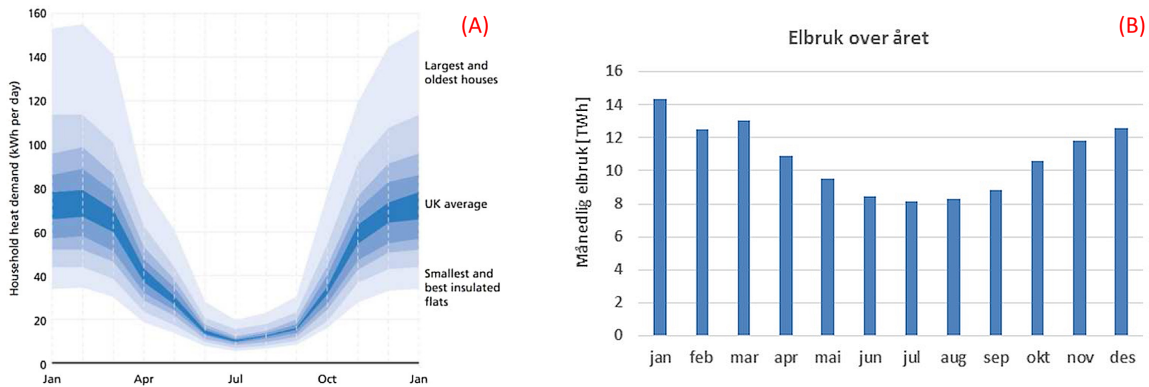 (A)
160
140
120
100
80
60
40
20
0
Household heat demand (kWh per day)
Largest and
oldest houses
UK average
Smallest and
best insulated
flats
Jan Apr Jul Oct Jan
(B)
Elbruk over året
Månedlig elbruk [TWh]
16
14
12
10
8
6
4
2
0
jan feb mar apr mai jun jul aug sep okt nov des